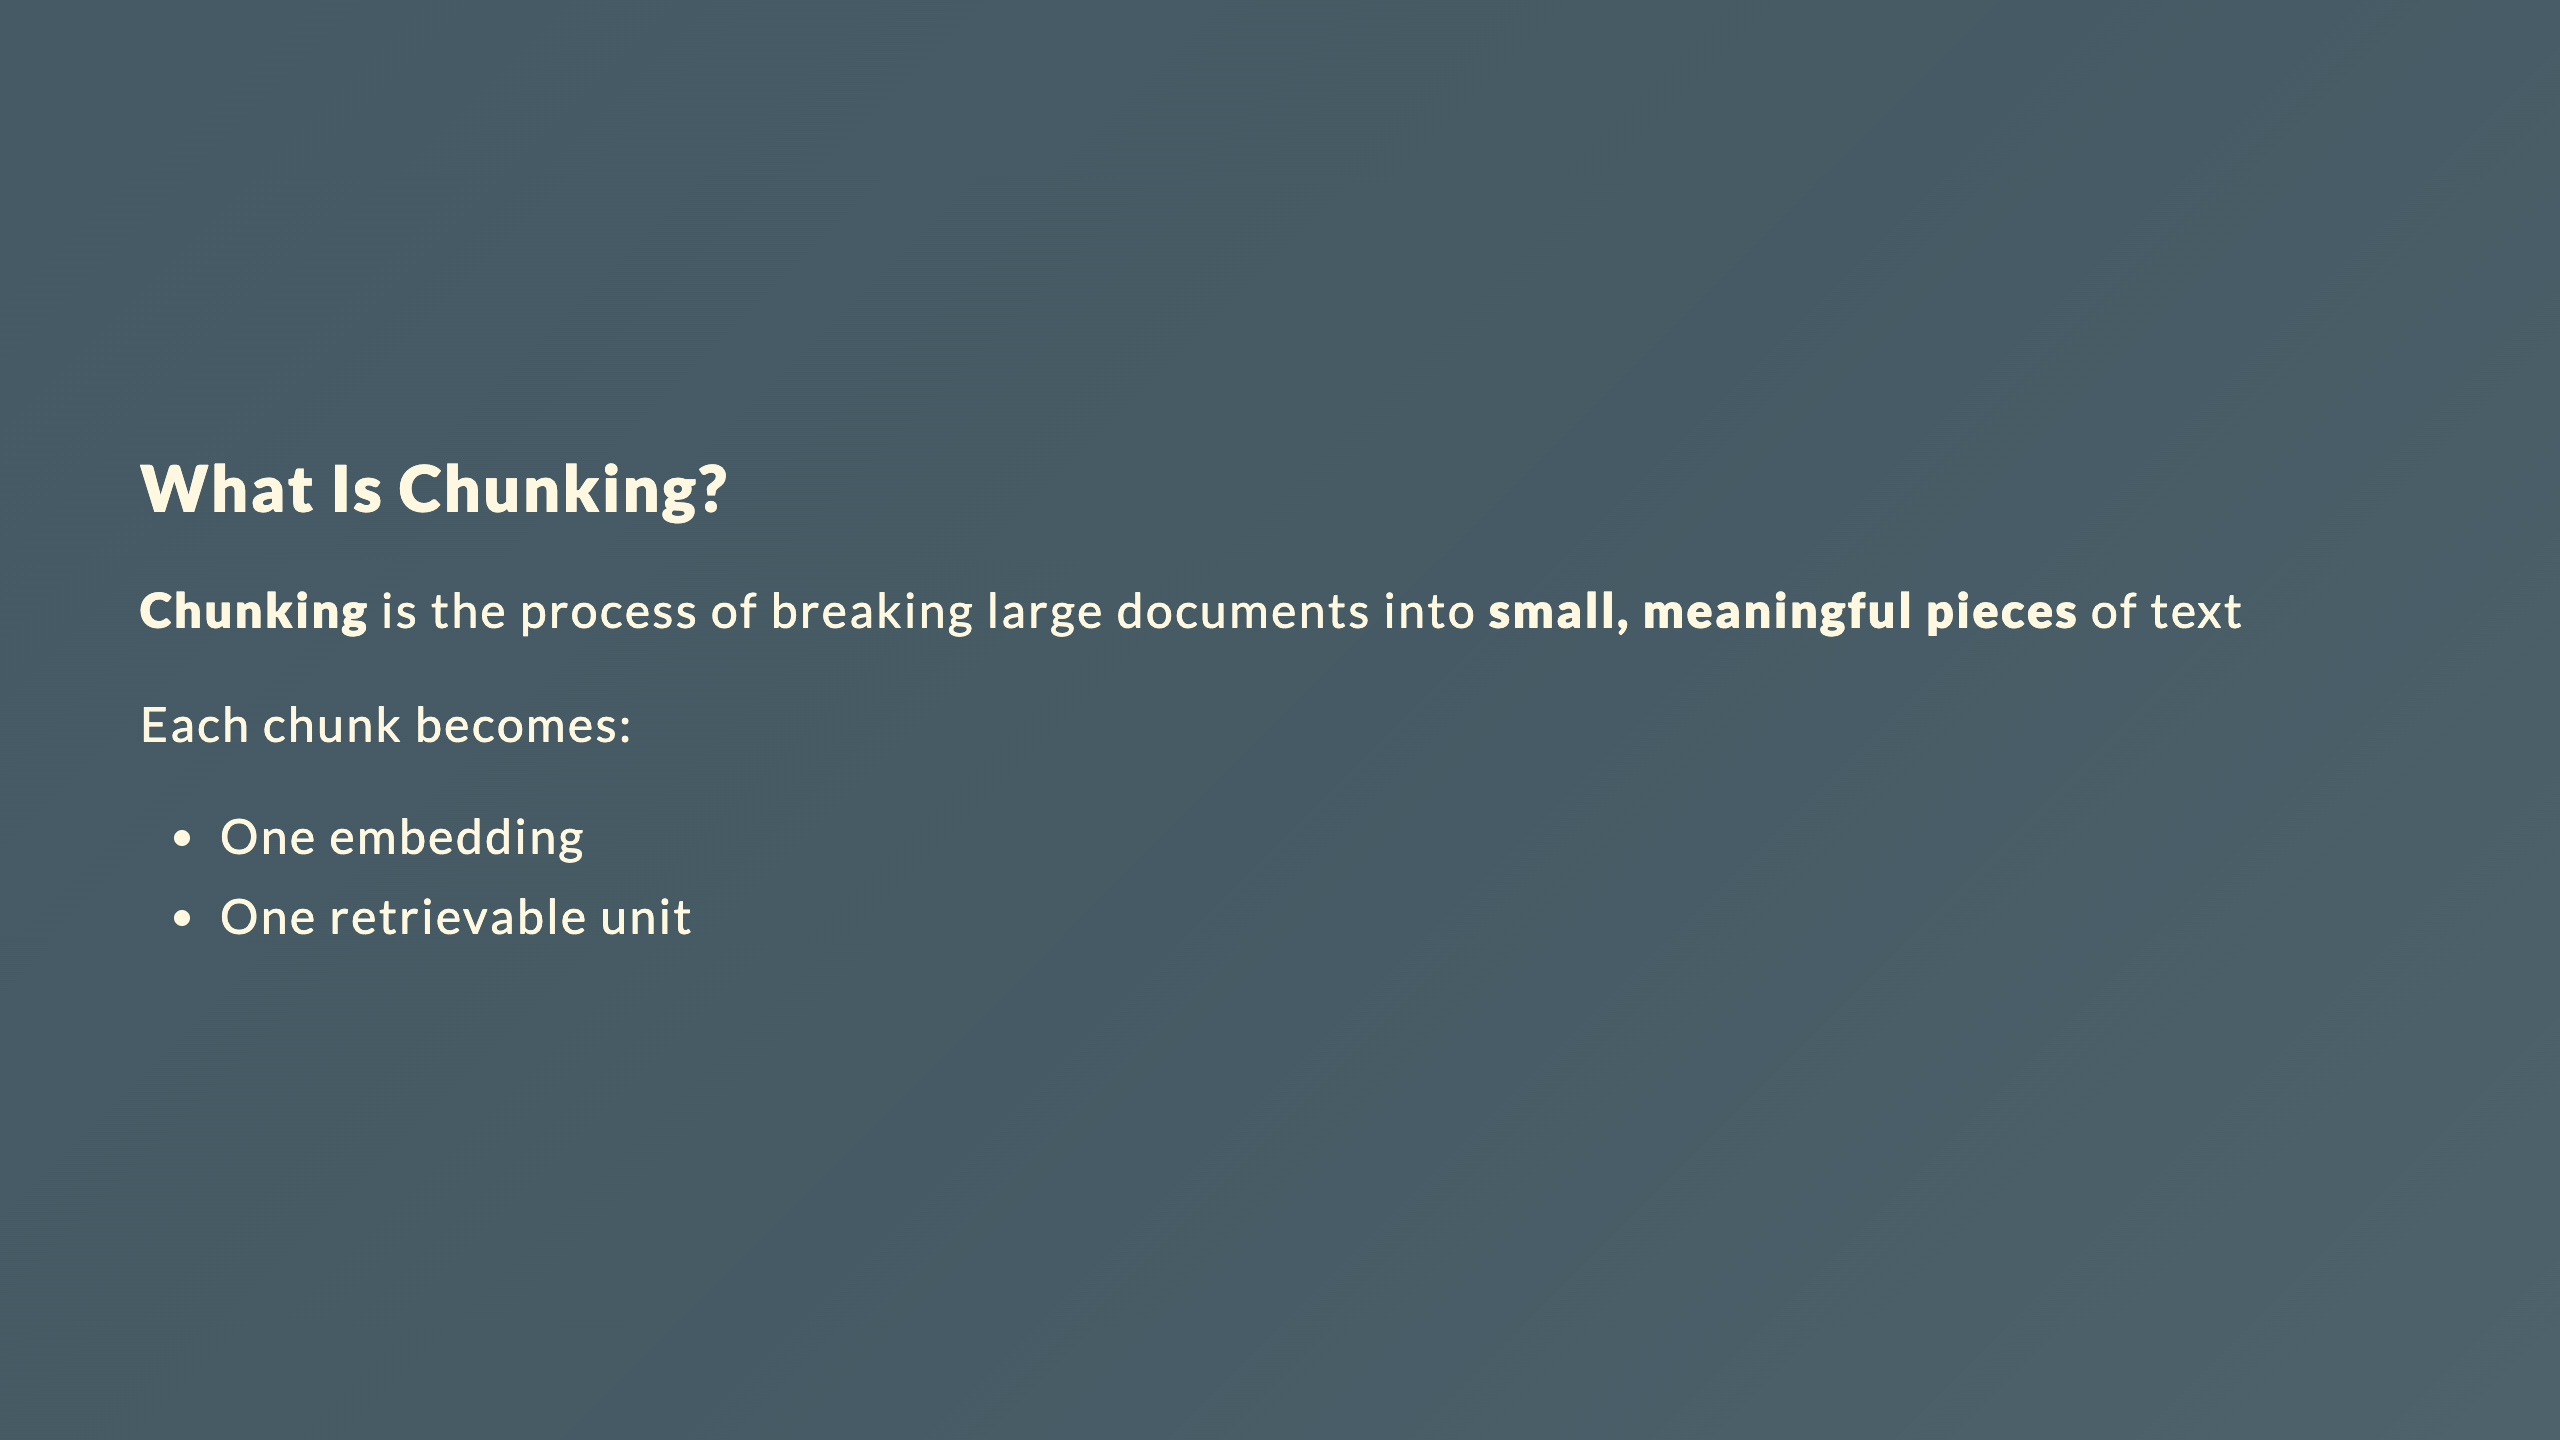 What Is Chunking?
Chunking is the process of breaking large documents into small, meaningful pieces of text
Each chunk becomes:
• One embedding
• One retrievable unit